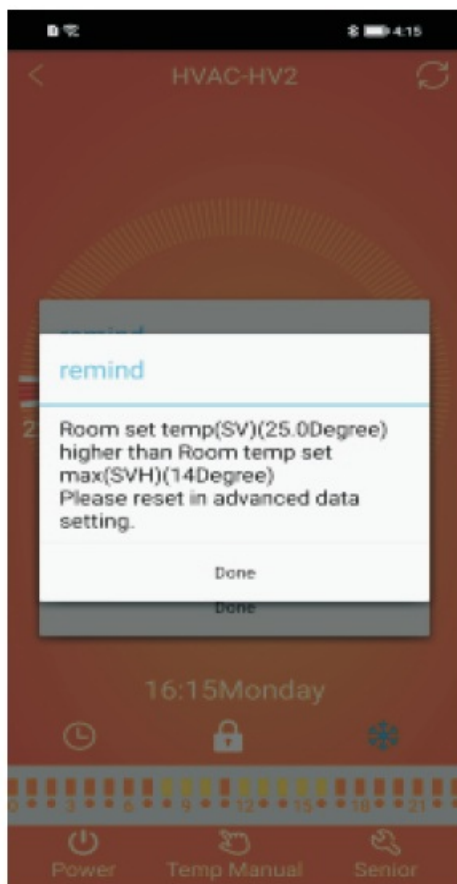 4:15
HVAC-HV2
remind
Room set temp(SV)(25.0Degree)
higher than Room temp set
max(SVH)(14Degree)
Please reset in advanced data
setting.
Done
Done
16:15Monday
0 3 6 9 12 15 18 21
Power Temp Manual Senior